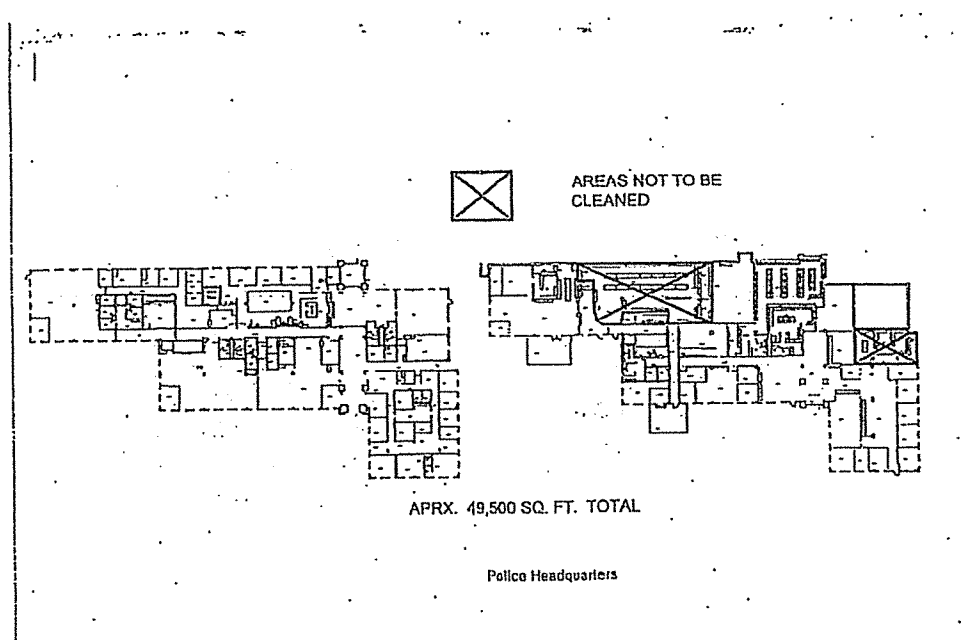 AREAS NOT TO BE
CLEANED
APRX. 49,500 SQ. FT. TOTAL
Police Headquarters